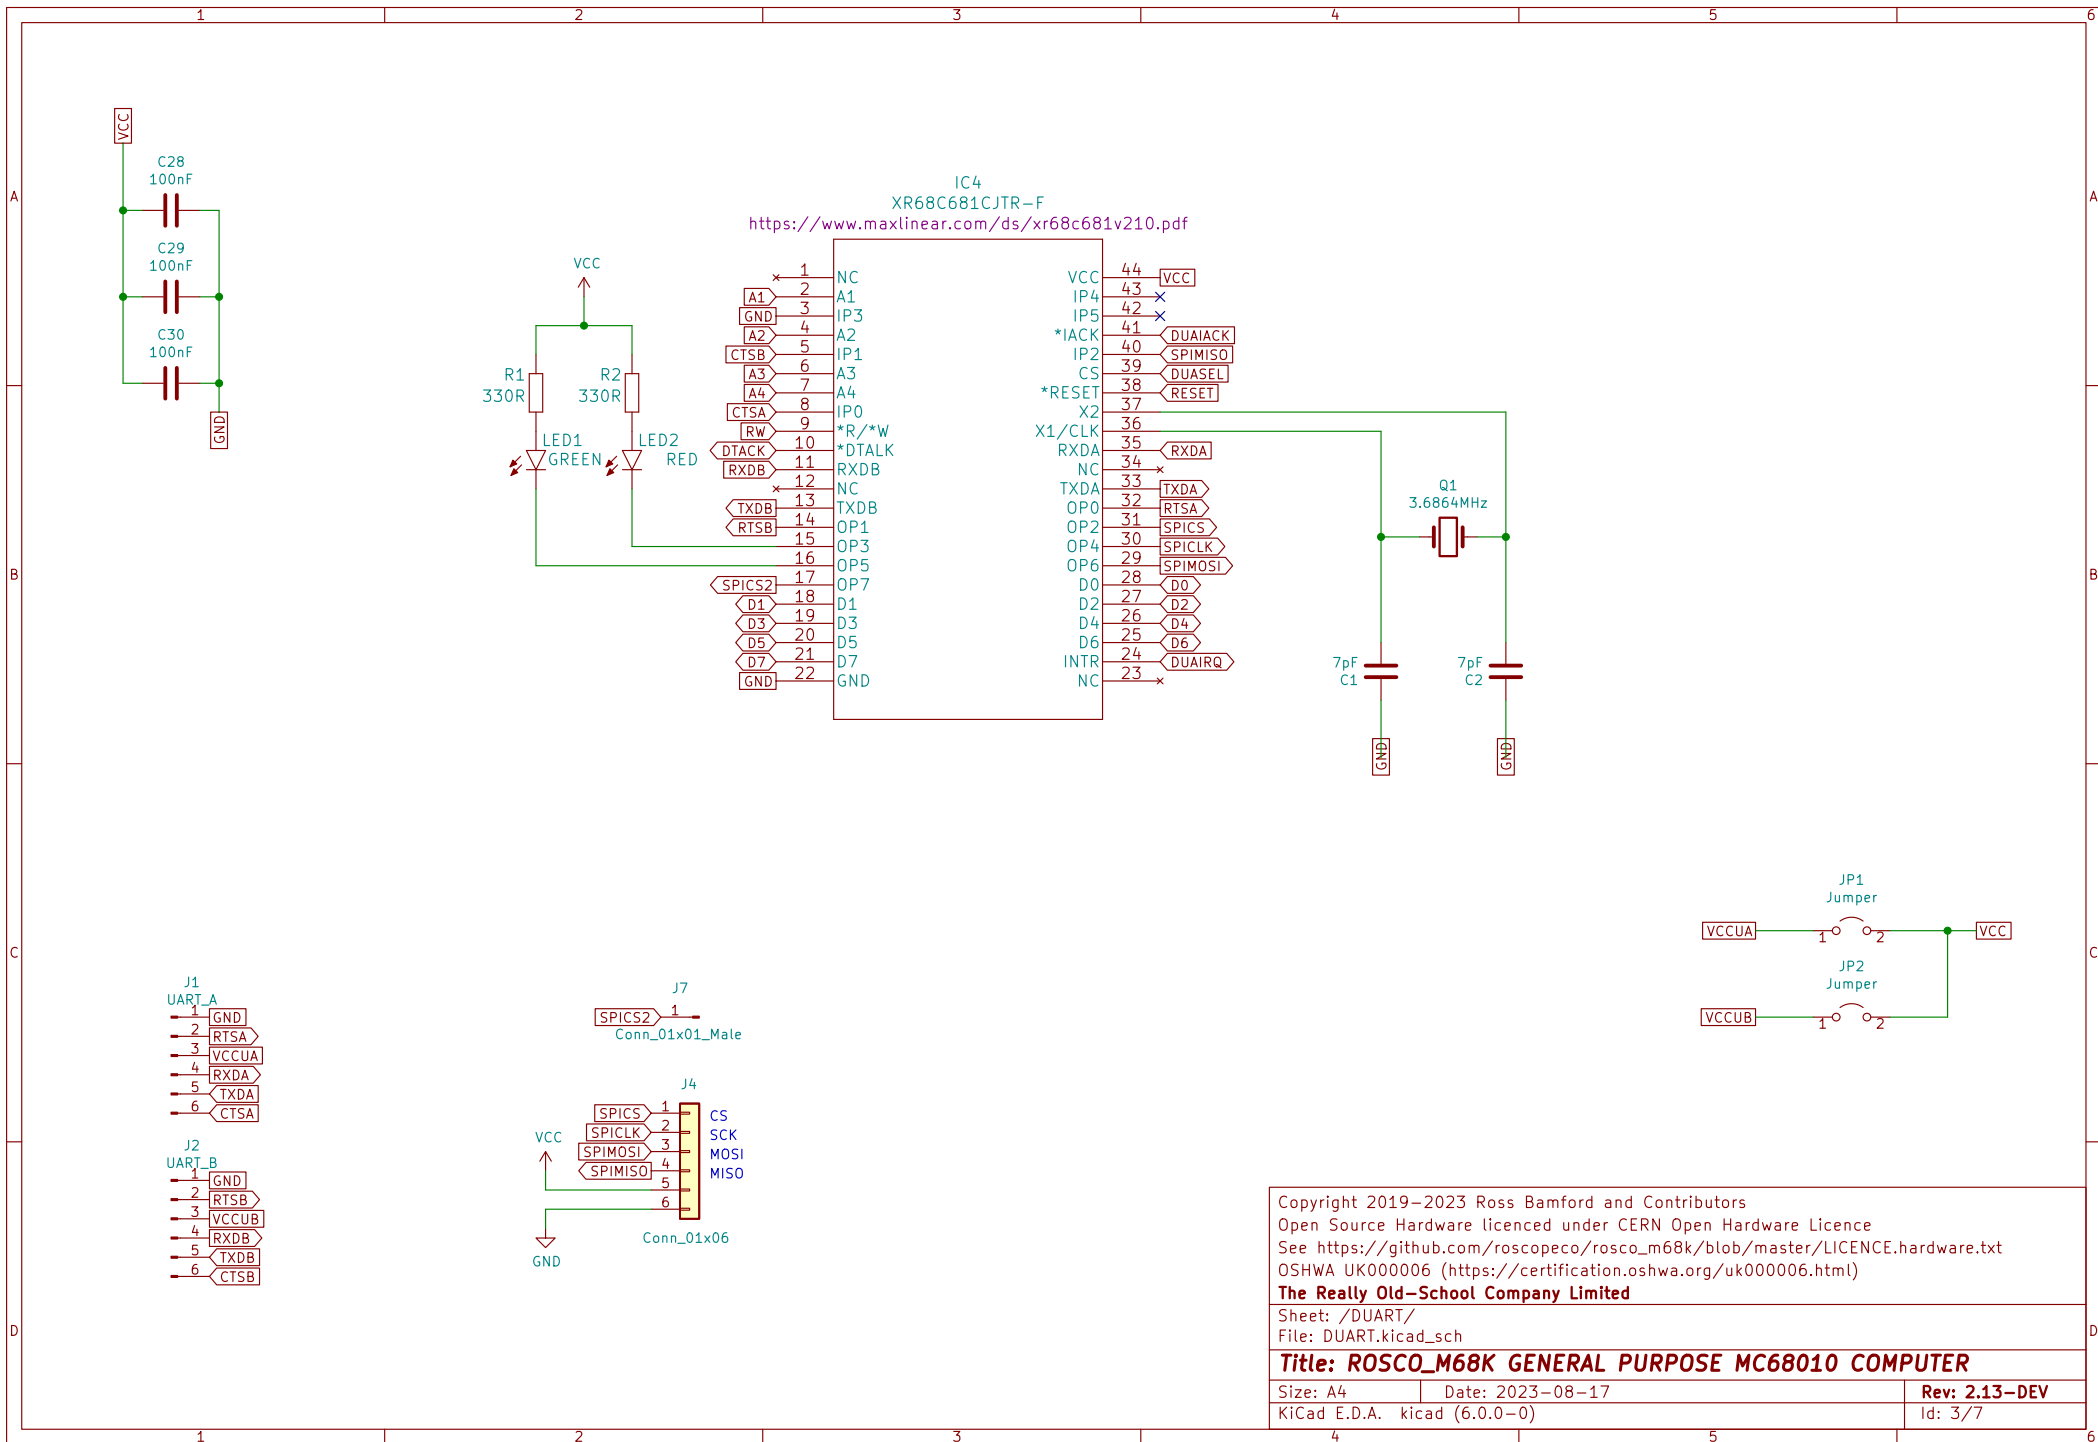 1 2 3 4 5 6
A
B
C
D
VCC
C28
100nF
C29
100nF
C30
100nF
GND
VCC
R1
330R
R2
330R
LED1
GREEN
LED2
RED
IC4
XR68C681CJTR-F
https://www.maxlinear.com/ds/xr68c681v210.pdf
1 NC
A1 2 A1
GND 3 IP3
A2 4 A2
CTSB 5 IP1
A3 6 A3
A4 7 A4
CTSA 8 IP0
RW 9 *R/*W
DTACK 10 *DTALK
RXDB 11 RXDB
12 NC
TXDB 13 TXDB
RTSB 14 OP1
15 OP3
16 OP5
SPICS2 17 OP7
D1 18 D1
D3 19 D3
D5 20 D5
D7 21 D7
GND 22 GND
VCC 44 VCC
IP4 43
IP5 42
*IACK 41 DUAIACK
IP2 40 SPIMISO
CS 39 DUASEL
*RESET 38 RESET
X2 37
X1/CLK 36
RXDA 35 RXDA
NC 34
TXDA 33 TXDA
OP0 32 RTSA
OP2 31 SPICS
OP4 30 SPICLK
OP6 29 SPIMOSI
D0 28 D0
D2 27 D2
D4 26 D4
D6 25 D6
INTR 24 DUAIRQ
NC 23
Q1
3.6864MHz
7pF
C1
7pF
C2
GND
GND
JP1
Jumper
VCCUA 1 2 VCC
JP2
Jumper
VCCUB 1 2
J1
UART_A
1 GND
2 RTSA
3 VCCUA
4 RXDA
5 TXDA
6 CTSA
J2
UART_B
1 GND
2 RTSB
3 VCCUB
4 RXDB
5 TXDB
6 CTSB
J7
SPICS2 1
Conn_01x01_Male
J4
SPICS 1 CS
SPICLK 2 SCK
SPIMOSI 3 MOSI
SPIMISO 4 MISO
VCC 5
6
GND
Conn_01x06
Copyright 2019-2023 Ross Bamford and Contributors
Open Source Hardware licenced under CERN Open Hardware Licence
See https://github.com/roscopeco/rosco_m68k/blob/master/LICENCE.hardware.txt
OSHWA UK000006 (https://certification.oshwa.org/uk000006.html)
The Really Old-School Company Limited
Sheet: /DUART/
File: DUART.kicad_sch
Title: ROSCO_M68K GENERAL PURPOSE MC68010 COMPUTER
Size: A4 Date: 2023-08-17 Rev: 2.13-DEV
KiCad E.D.A. kicad (6.0.0-0) Id: 3/7
A
B
C
D
1 2 3 4 5 6